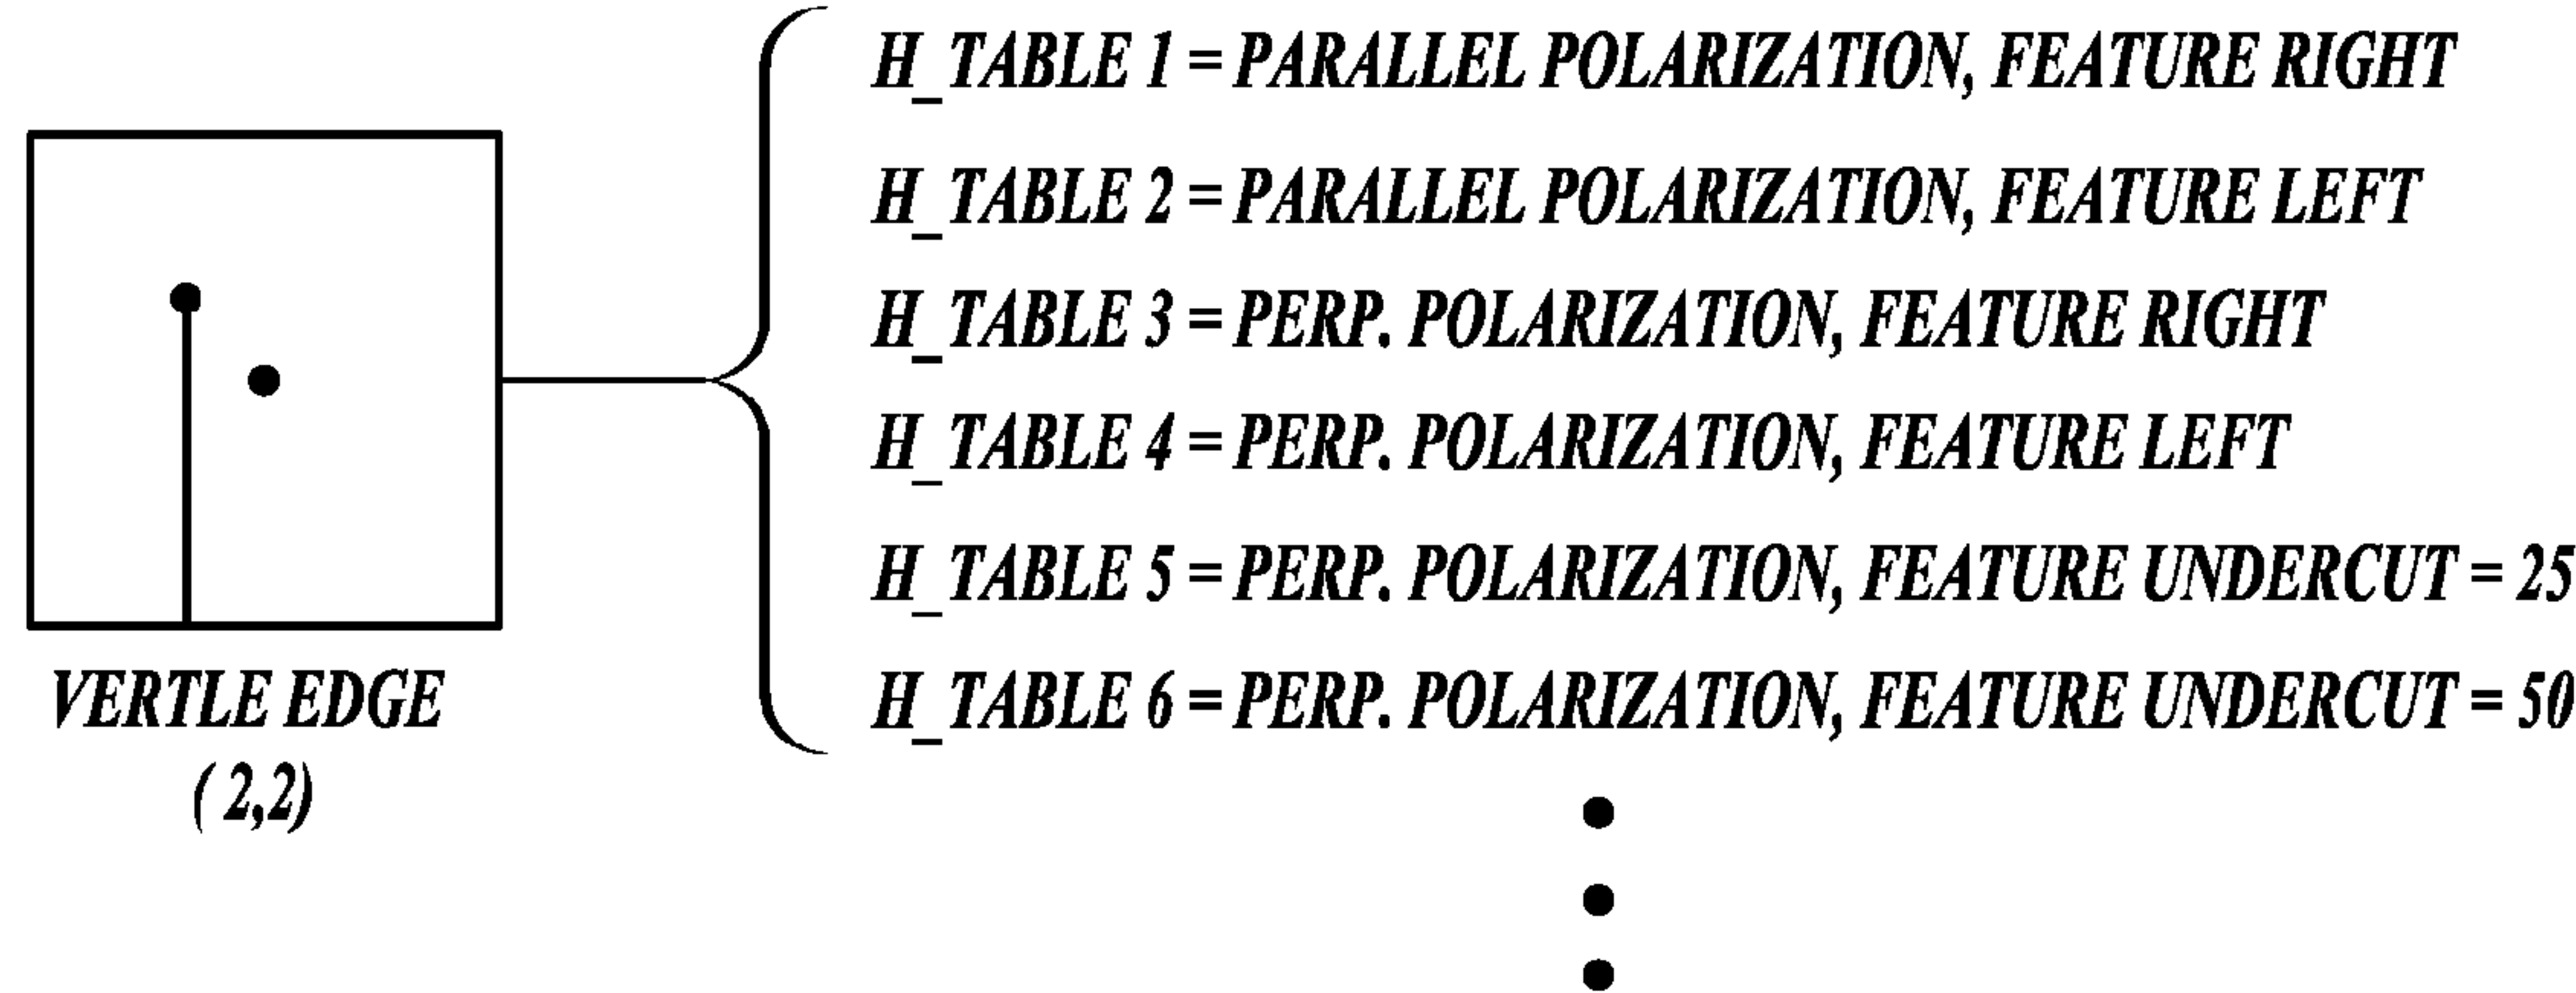 H_TABLE 1 = PARALLEL POLARIZATION, FEATURE RIGHT
H_TABLE 2 = PARALLEL POLARIZATION, FEATURE LEFT
H_TABLE 3 = PERP. POLARIZATION, FEATURE RIGHT
H_TABLE 4 = PERP. POLARIZATION, FEATURE LEFT
H_TABLE 5 = PERP. POLARIZATION, FEATURE UNDERCUT = 25
H_TABLE 6 = PERP. POLARIZATION, FEATURE UNDERCUT = 50
VERTLE EDGE
( 2,2)